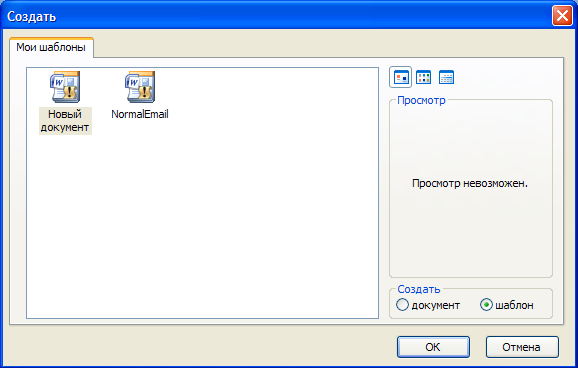 Создать
Мои шаблоны
Новый
документ
NormalEmail
Просмотр
Просмотр невозможен.
Создать
документ
шаблон
ОК
Отмена